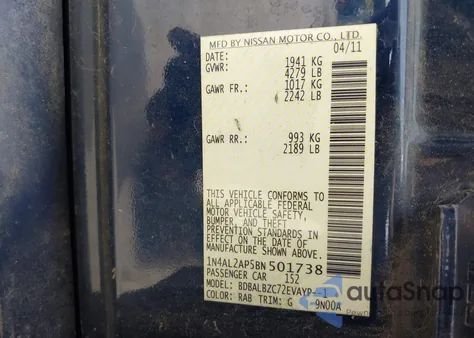 MFD BY NISSAN MOTOR CO., LTD.
DATE: 04/11
GVWR: 1941 KG
4279 LB
GAWR FR.: 1017 KG
2242 LB
GAWR RR.: 993 KG
2189 LB
THIS VEHICLE CONFORMS TO
ALL APPLICABLE FEDERAL
MOTOR VEHICLE SAFETY,
BUMPER, AND THEFT
PREVENTION STANDARDS IN
EFFECT ON THE DATE OF
MANUFACTURE SHOWN ABOVE.
1N4AL2AP5BN501738
PASSENGER CAR 152
MODEL: BDBALBZC72EVAYP--1
COLOR: RAB TRIM: G 9N00A
autoSnap